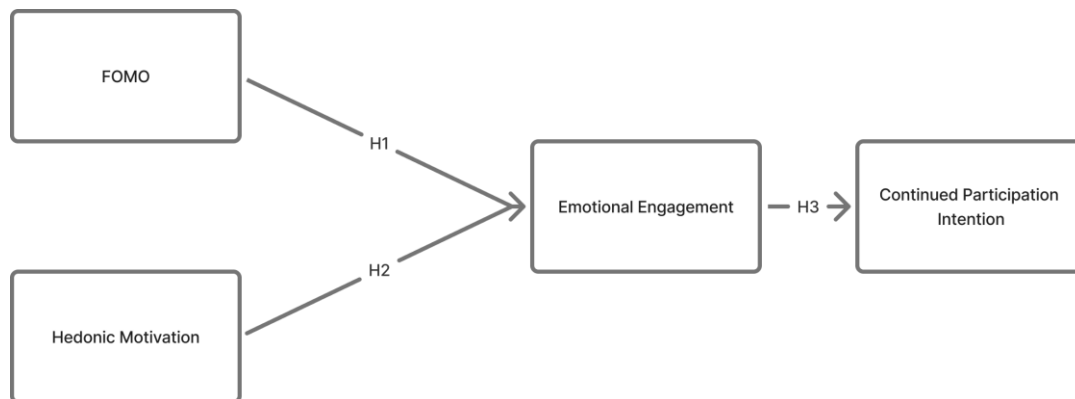 FOMO
H1
Emotional Engagement
H3
Continued Participation
Intention
H2
Hedonic Motivation